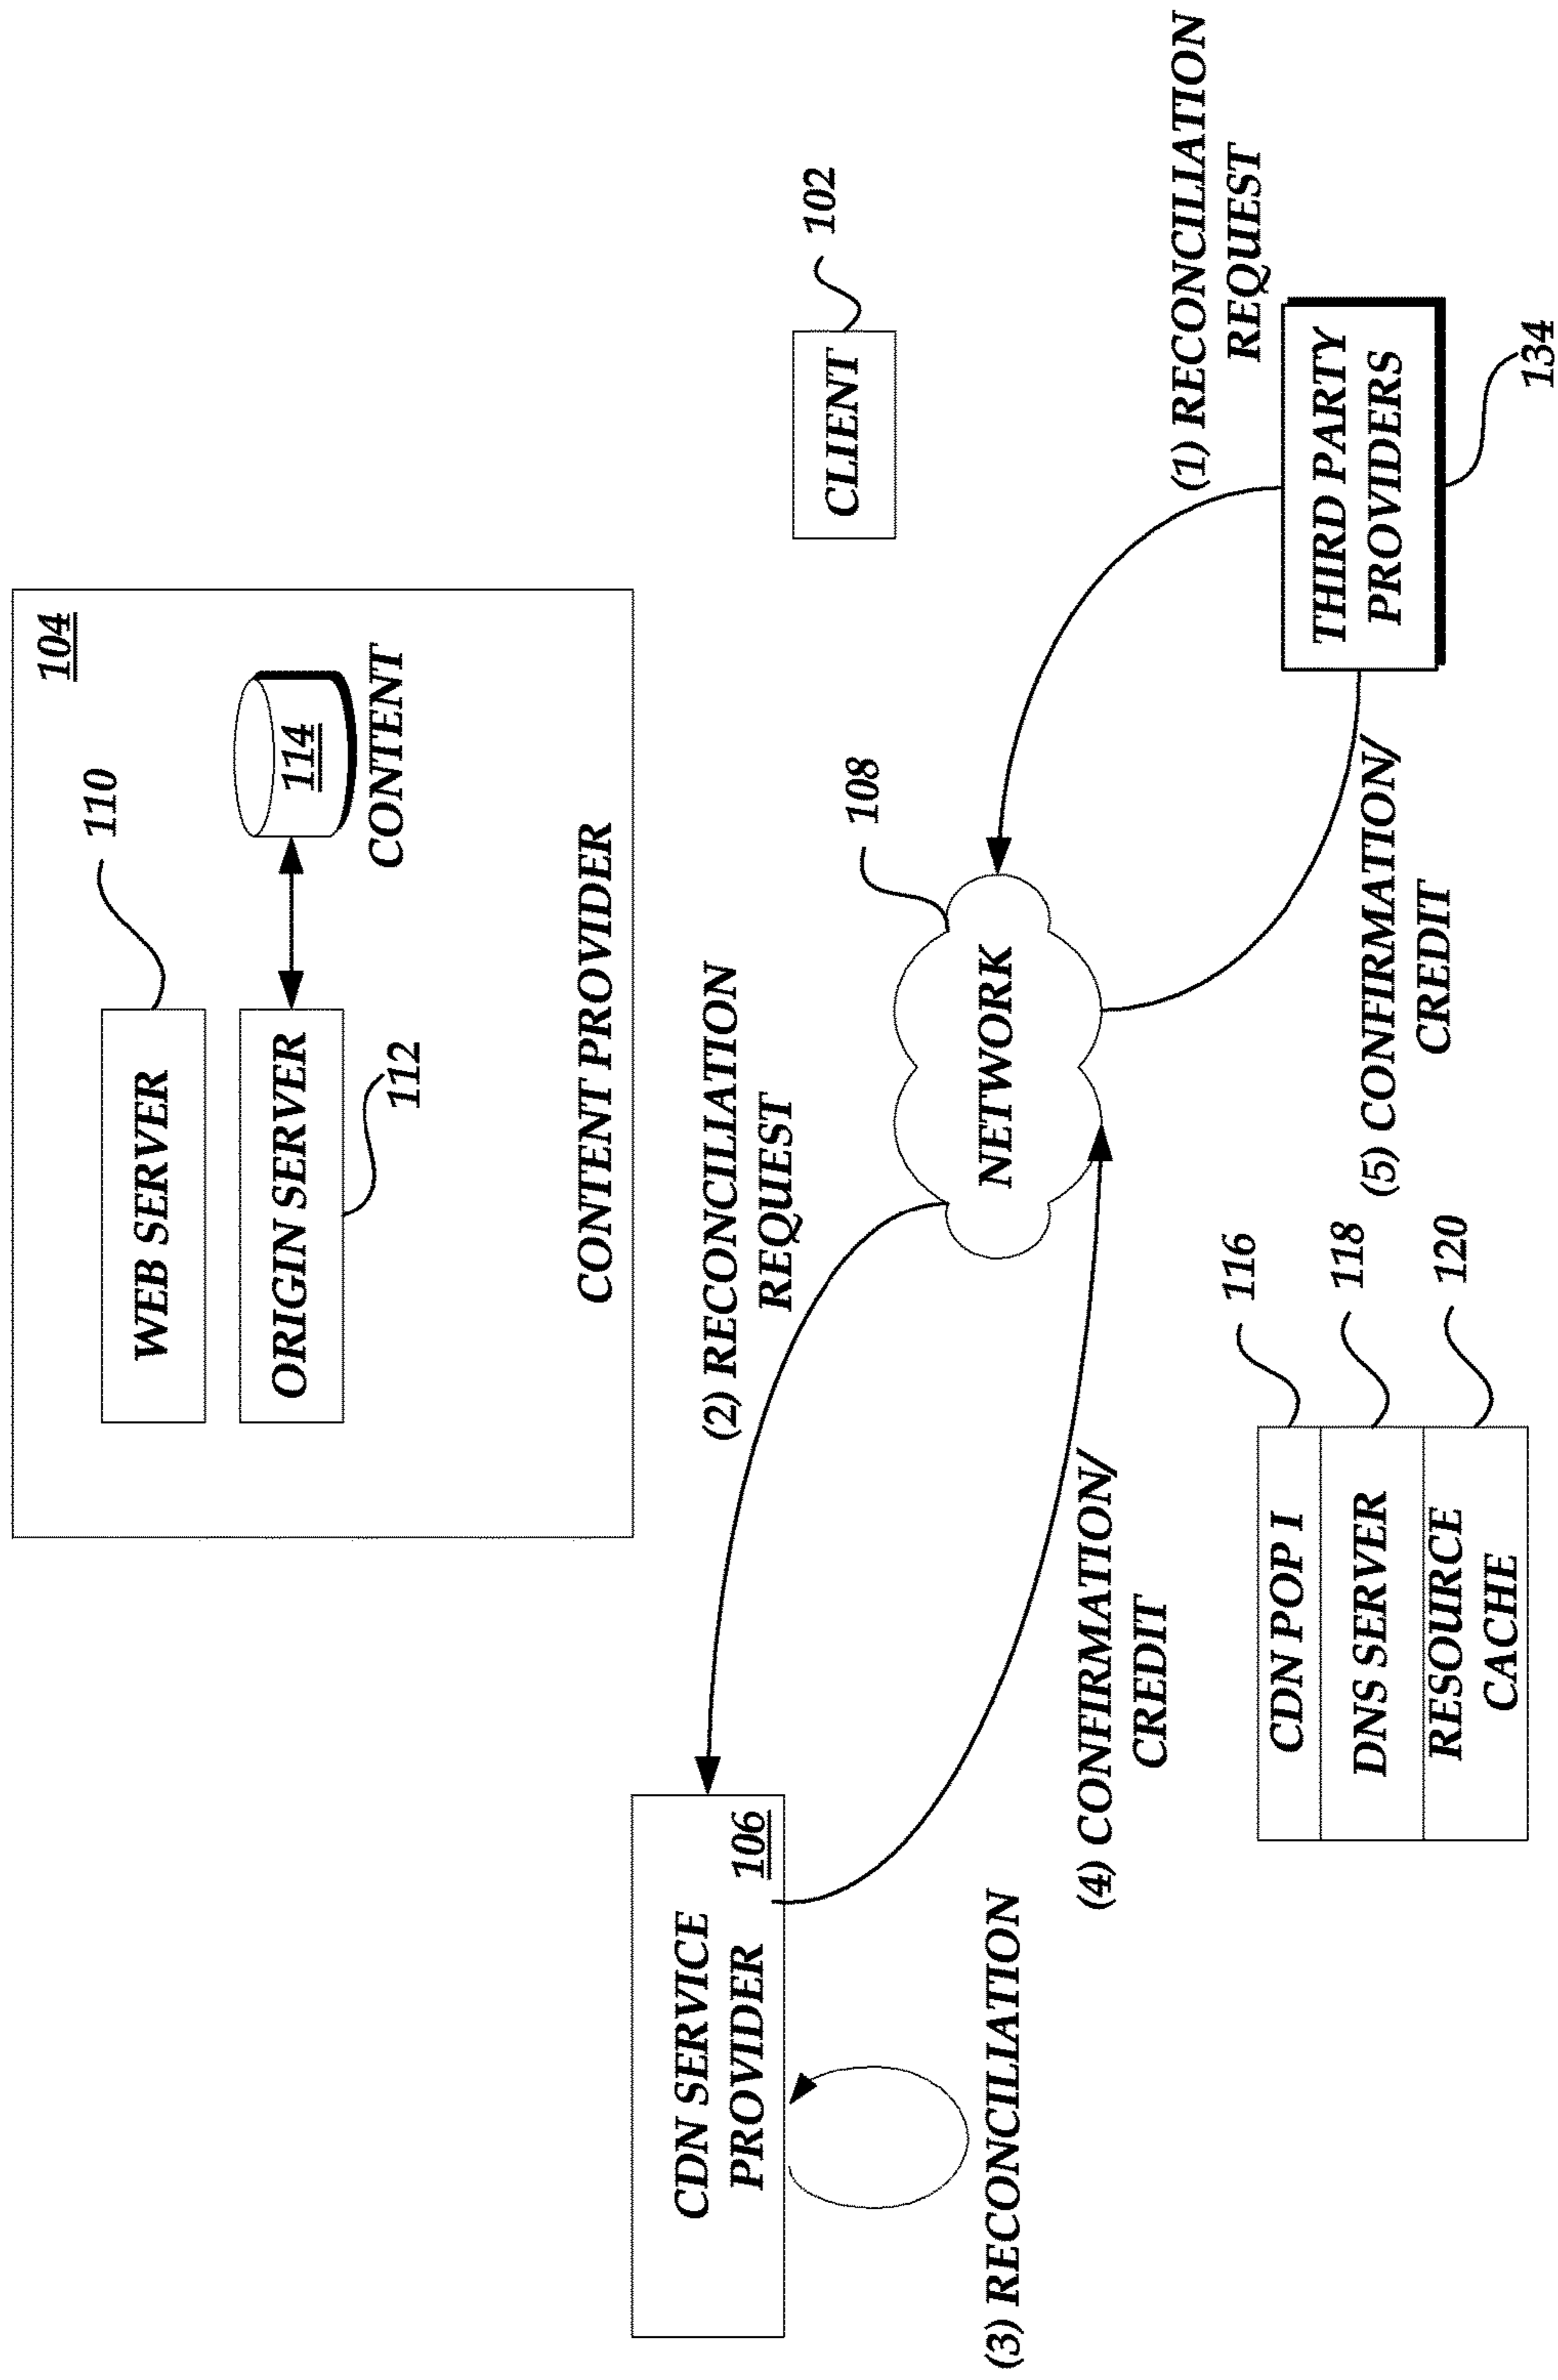 104
WEB SERVER
110
ORIGIN SERVER
112
114
CONTENT
CONTENT PROVIDER
CLIENT
102
(2) RECONCILIATION
REQUEST
108
NETWORK
CDN SERVICE
PROVIDER
106
(3) RECONCILIATION
(4) CONFIRMATION/
CREDIT
(1) RECONCILIATION
REQUEST
THIRD PARTY
PROVIDERS
134
(5) CONFIRMATION/
CREDIT
CDN POP I
116
DNS SERVER
118
RESOURCE
CACHE
120